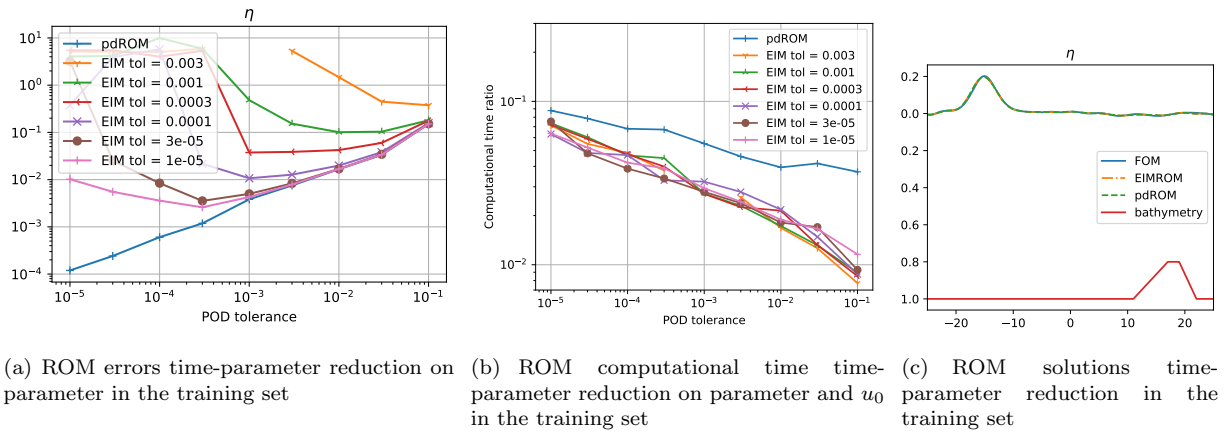 η
10¹
10⁰
10⁻¹
10⁻²
10⁻³
10⁻⁴
10⁻⁵ 10⁻⁴ 10⁻³ 10⁻² 10⁻¹
POD tolerance
pdROM
EIM tol = 0.003
EIM tol = 0.001
EIM tol = 0.0003
EIM tol = 0.0001
EIM tol = 3e-05
EIM tol = 1e-05
(a) ROM errors time-parameter reduction on
parameter in the training set
Computational time ratio
10⁻¹
10⁻²
10⁻⁵ 10⁻⁴ 10⁻³ 10⁻² 10⁻¹
POD tolerance
pdROM
EIM tol = 0.003
EIM tol = 0.001
EIM tol = 0.0003
EIM tol = 0.0001
EIM tol = 3e-05
EIM tol = 1e-05
(b) ROM computational time time-
parameter reduction on parameter and u₀
in the training set
η
0.2
0.0
0.2
0.4
0.6
0.8
1.0
−20 −10 0 10 20
FOM
EIMROM
pdROM
bathymetry
(c) ROM solutions time-
parameter reduction in the
training set